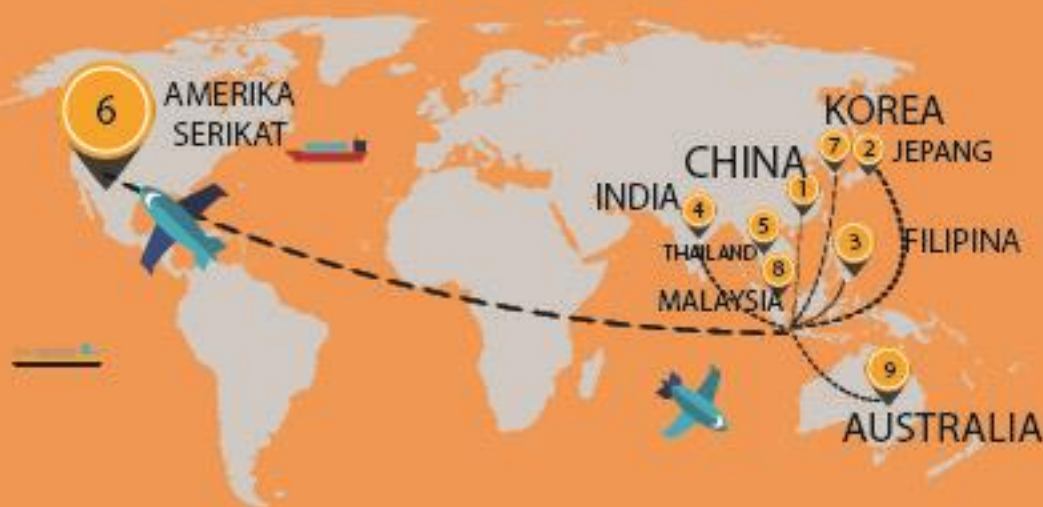 6
AMERIKA
SERIKAT
KOREA
7
2
JEPANG
CHINA
1
INDIA
4
5
THAILAND
3
FILIPINA
8
MALAYSIA
9
AUSTRALIA